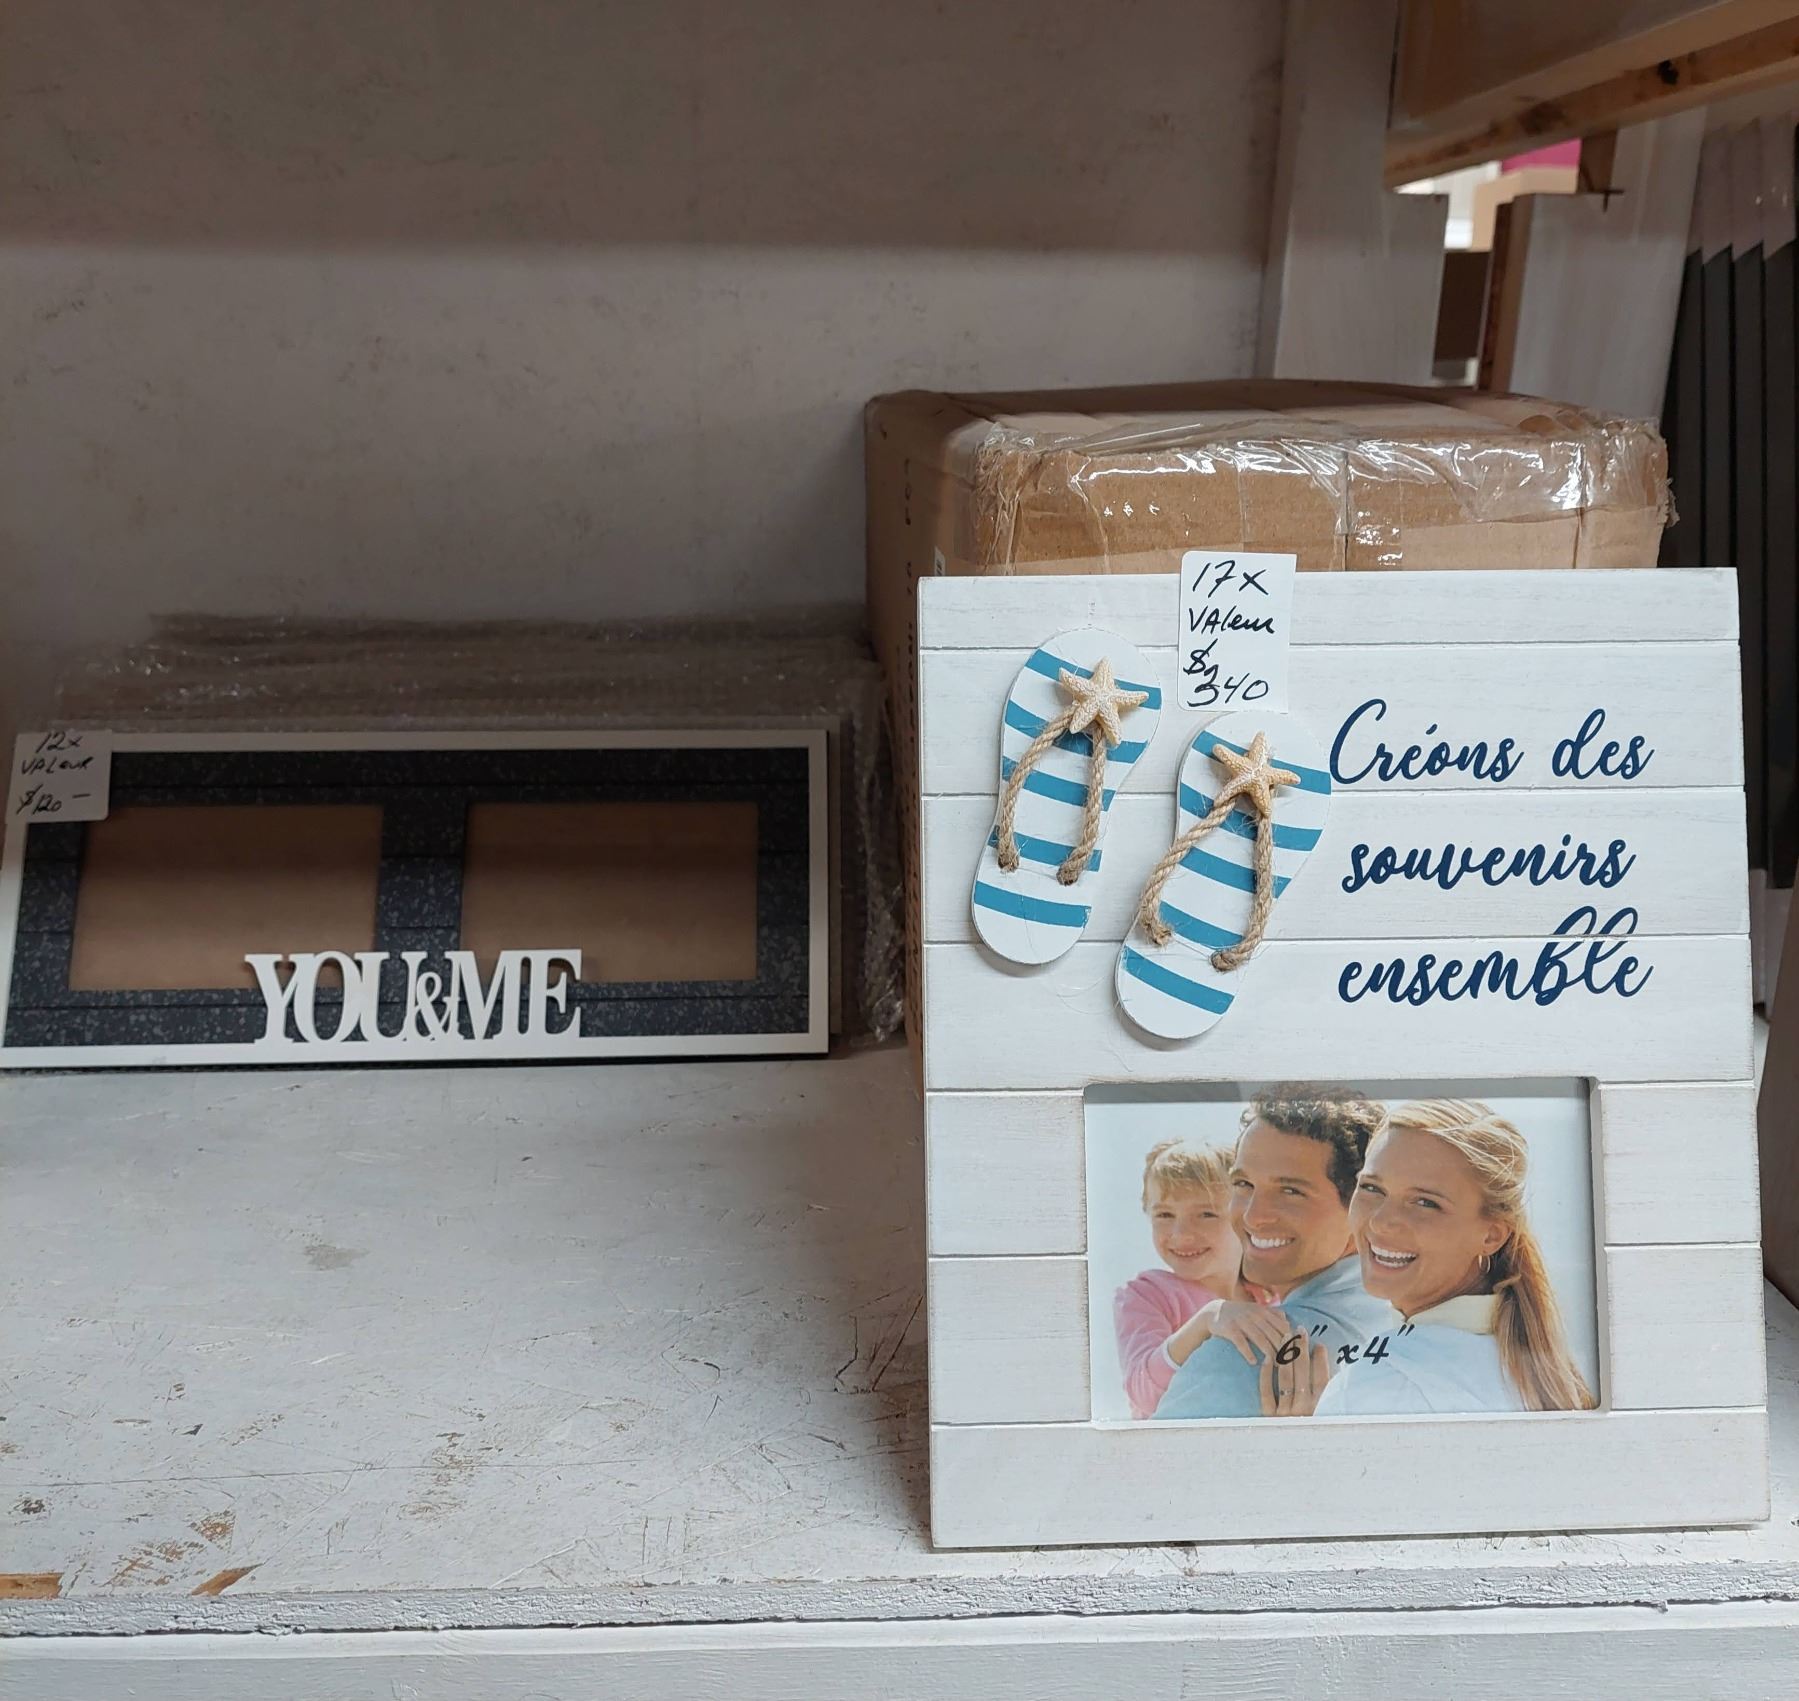 12x
VALeur
$120 —
YOU&ME
17x
VALeur
$340
Créons des
souvenirs
ensemble
6" x4"